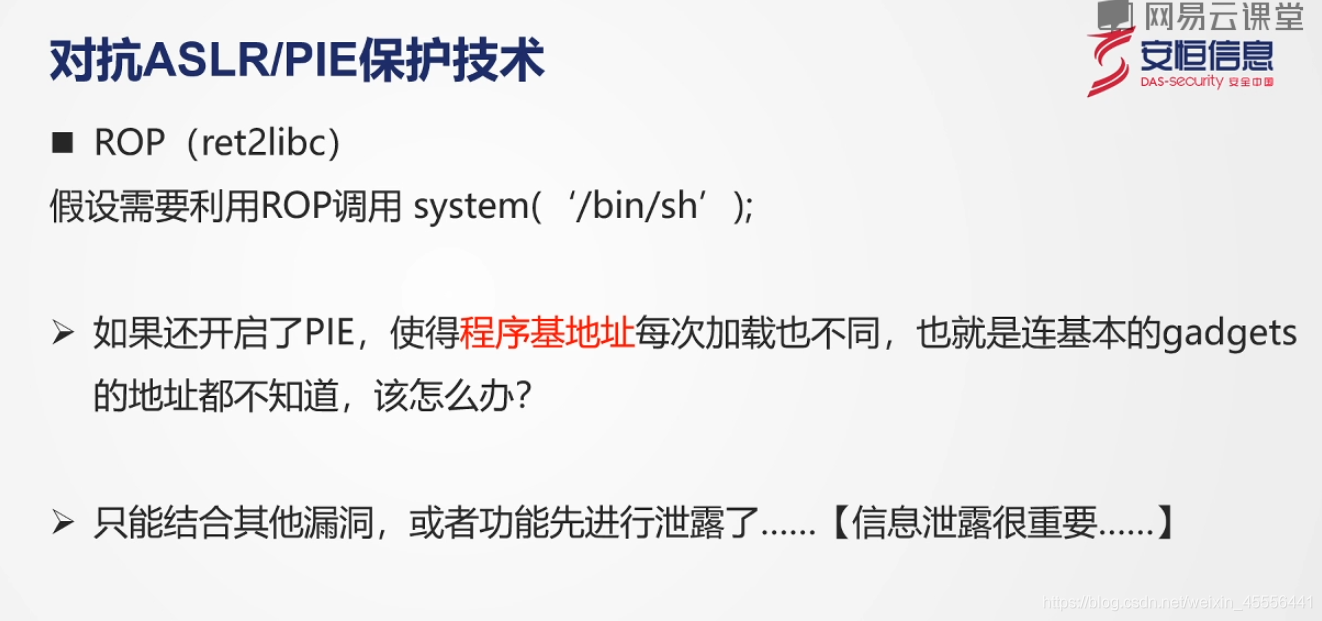 网易云课堂
对抗ASLR/PIE保护技术
安恒信息
DAS-security 安全中国
■ ROP（ret2libc）
假设需要利用ROP调用 system(‘/bin/sh’);
➢ 如果还开启了PIE，使得程序基地址每次加载也不同，也就是连基本的gadgets
的地址都不知道，该怎么办？
➢ 只能结合其他漏洞，或者功能先进行泄露了……【信息泄露很重要……】
https://blog.csdn.net/weixin_45556441